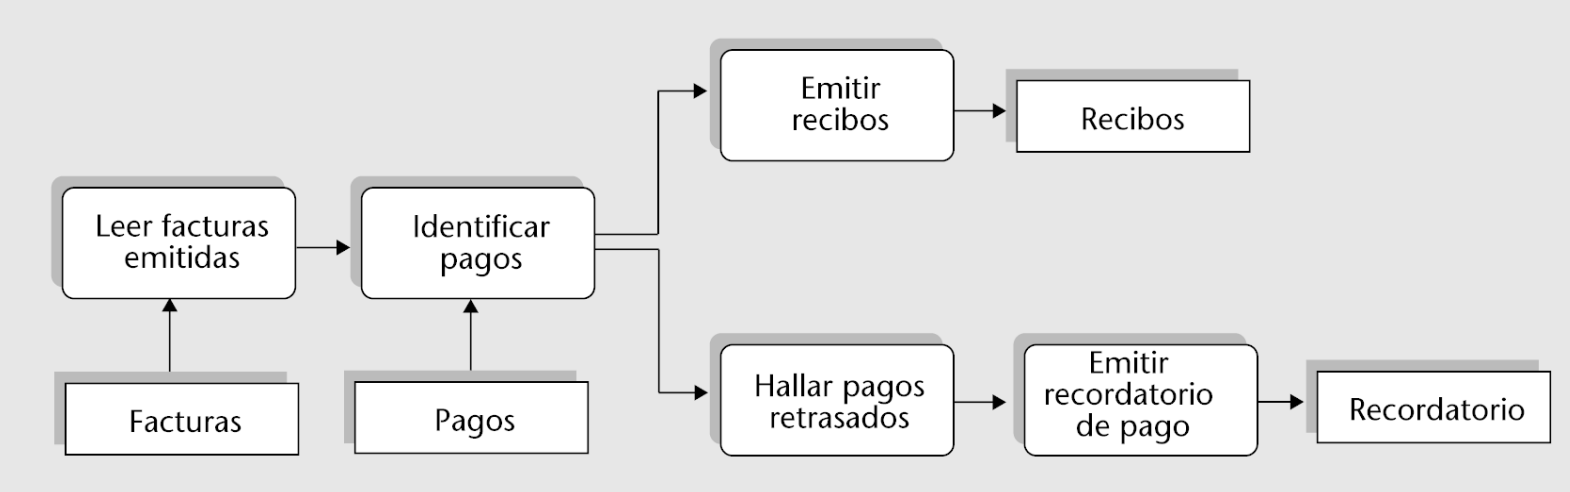 Emitir
recibos
Recibos
Leer facturas
emitidas
Identificar
pagos
Facturas
Pagos
Hallar pagos
retrasados
Emitir
recordatorio
de pago
Recordatorio